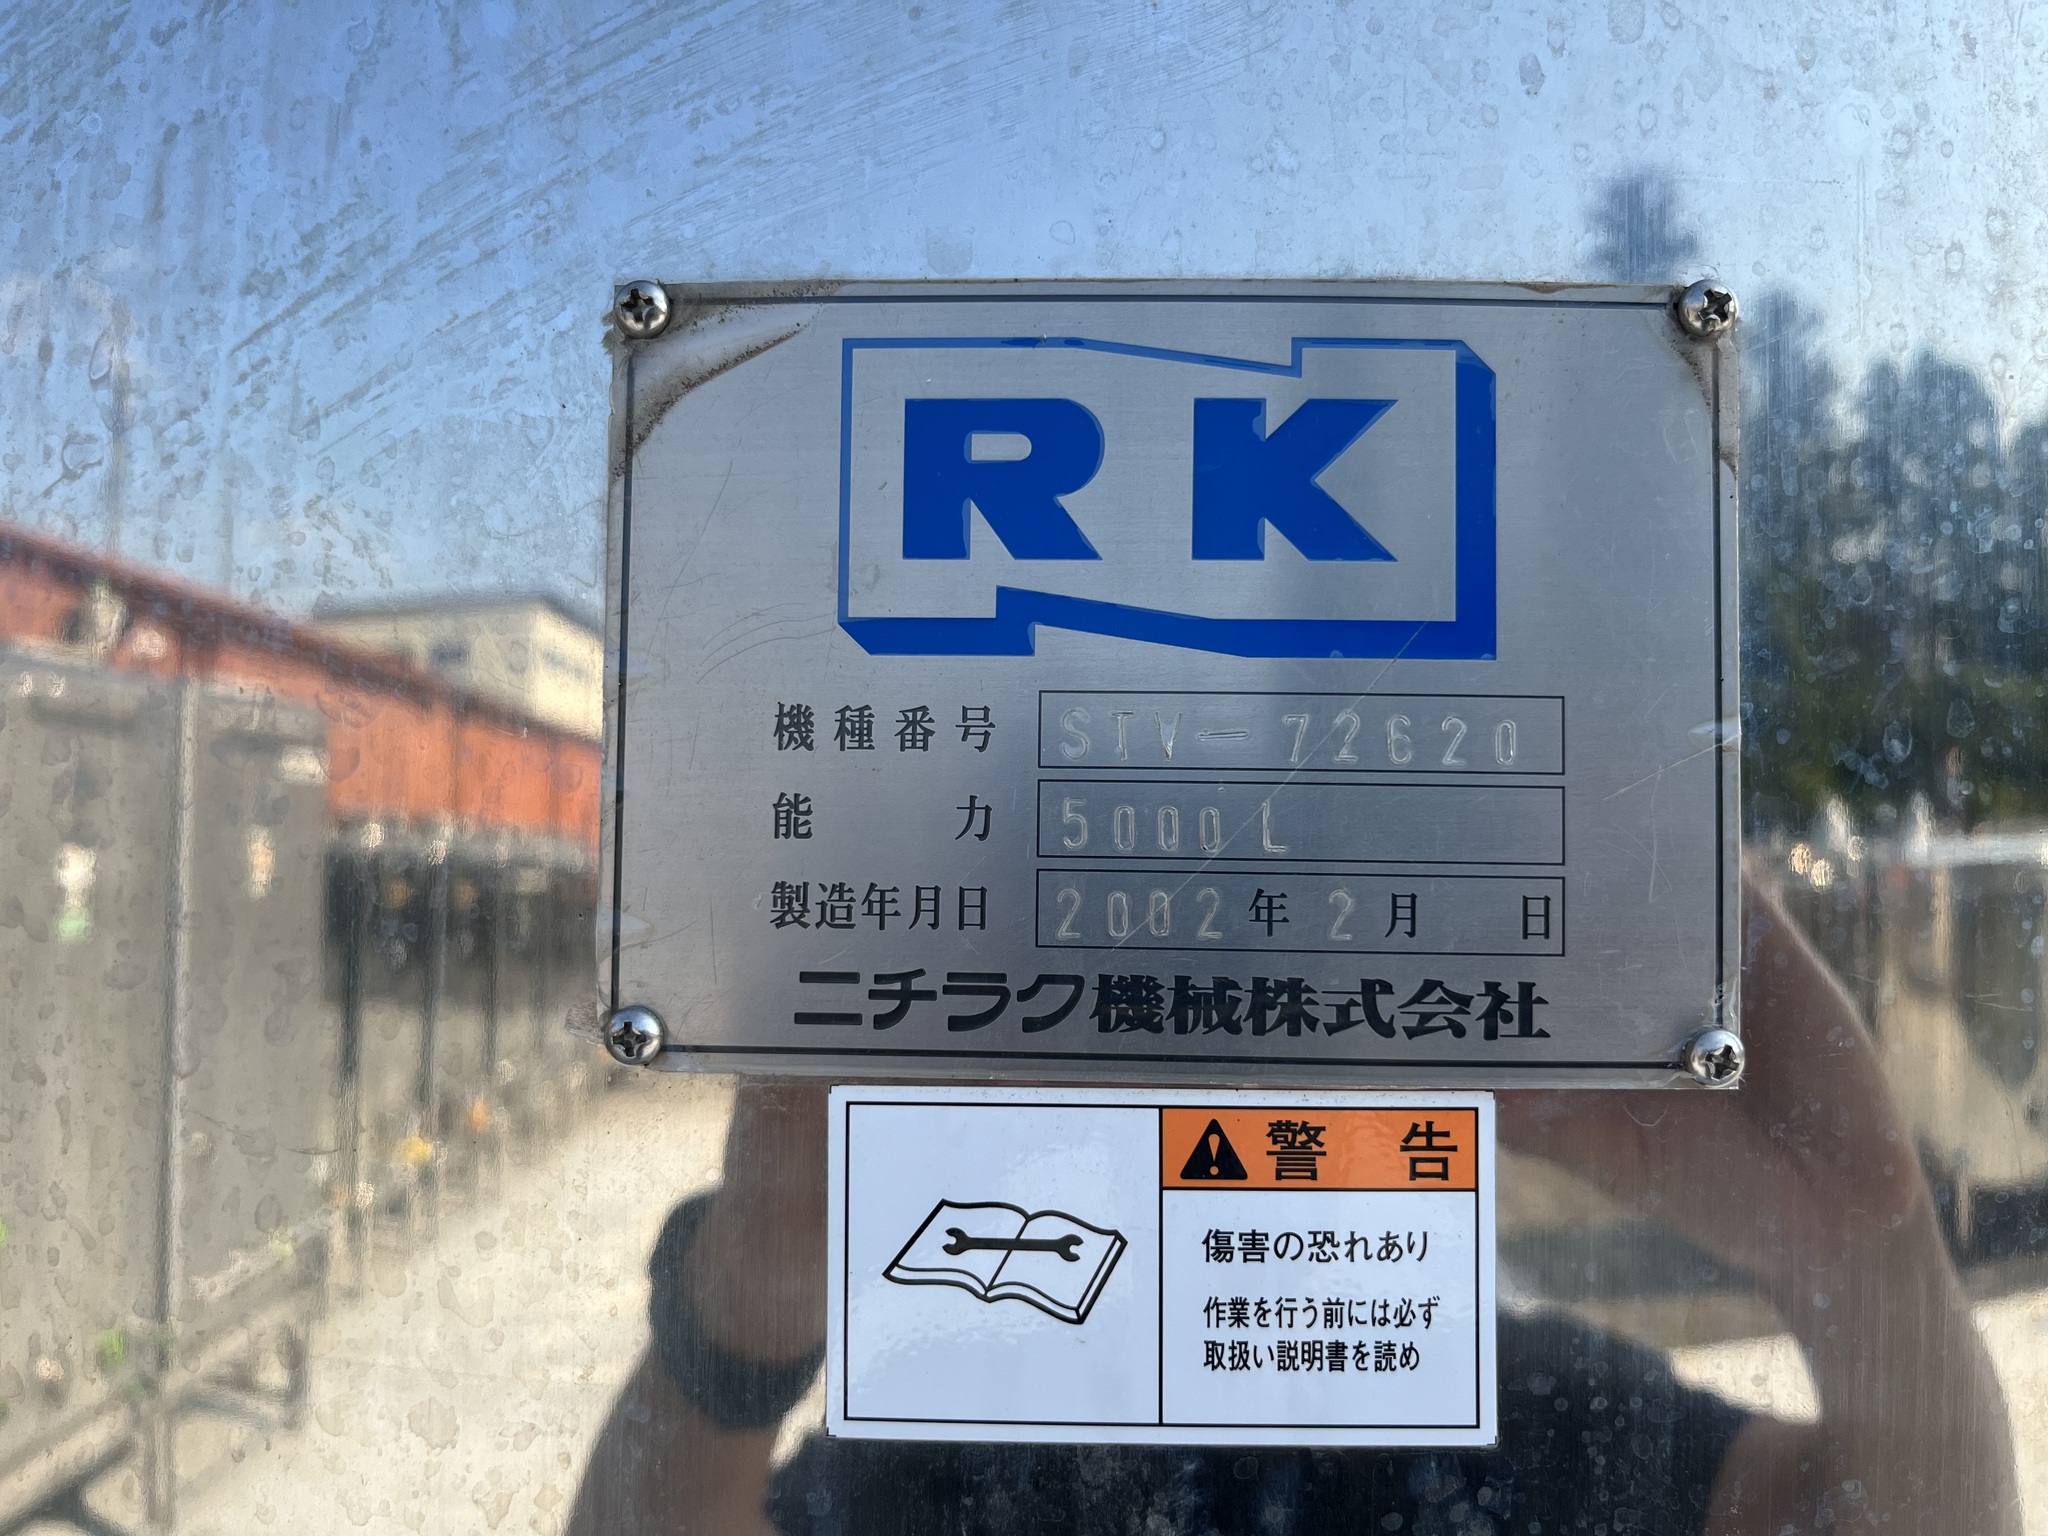 RK
機種番号 STV-72620
能力 5000L
製造年月日 2002年 2月 日
ニチラク機械株式会社
警告
傷害の恐れあり
作業を行う前には必ず
取扱い説明書を読め